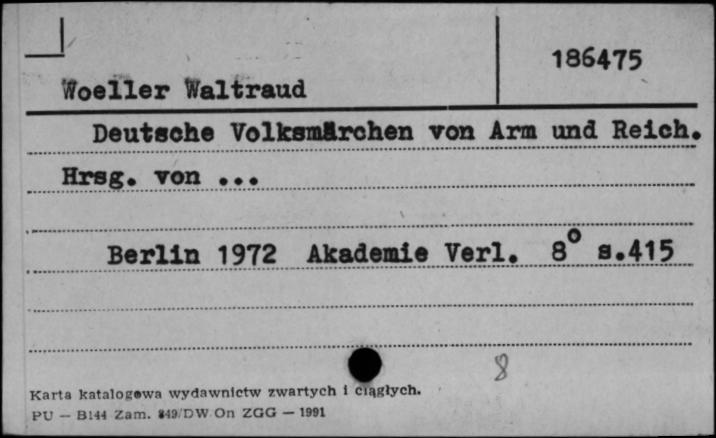 186475
Woeller Waltraud
Deutsche Volksmärchen von Arm und Reich.
Hrsg. von ...
Berlin 1972 Akademie Verl. 8° s.415
8
Karta katalogowa wydawnictw zwartych i ciągłych.
PU — B144 Zam. 849/DW On ZGG — 1991